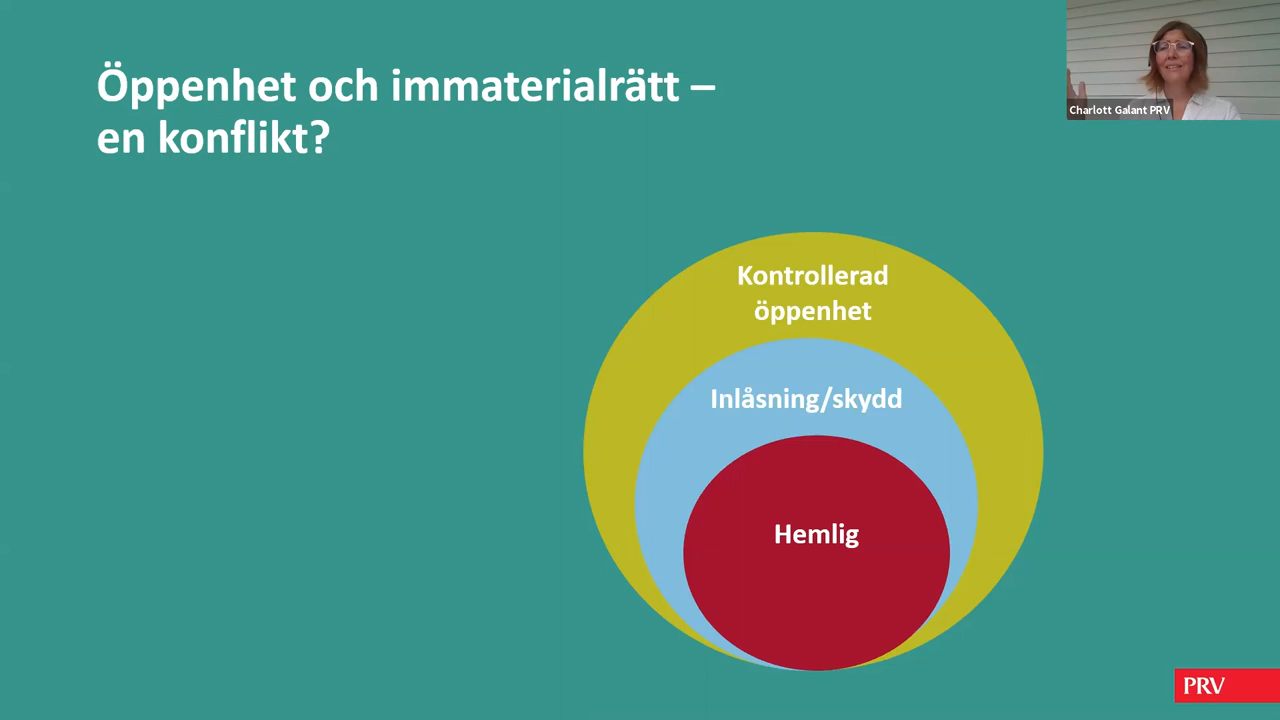 Öppenhet och immaterialrätt –
en konflikt?
Charlott Galant PRV
Kontrollerad
öppenhet
Inlåsning/skydd
Hemlig
PRV